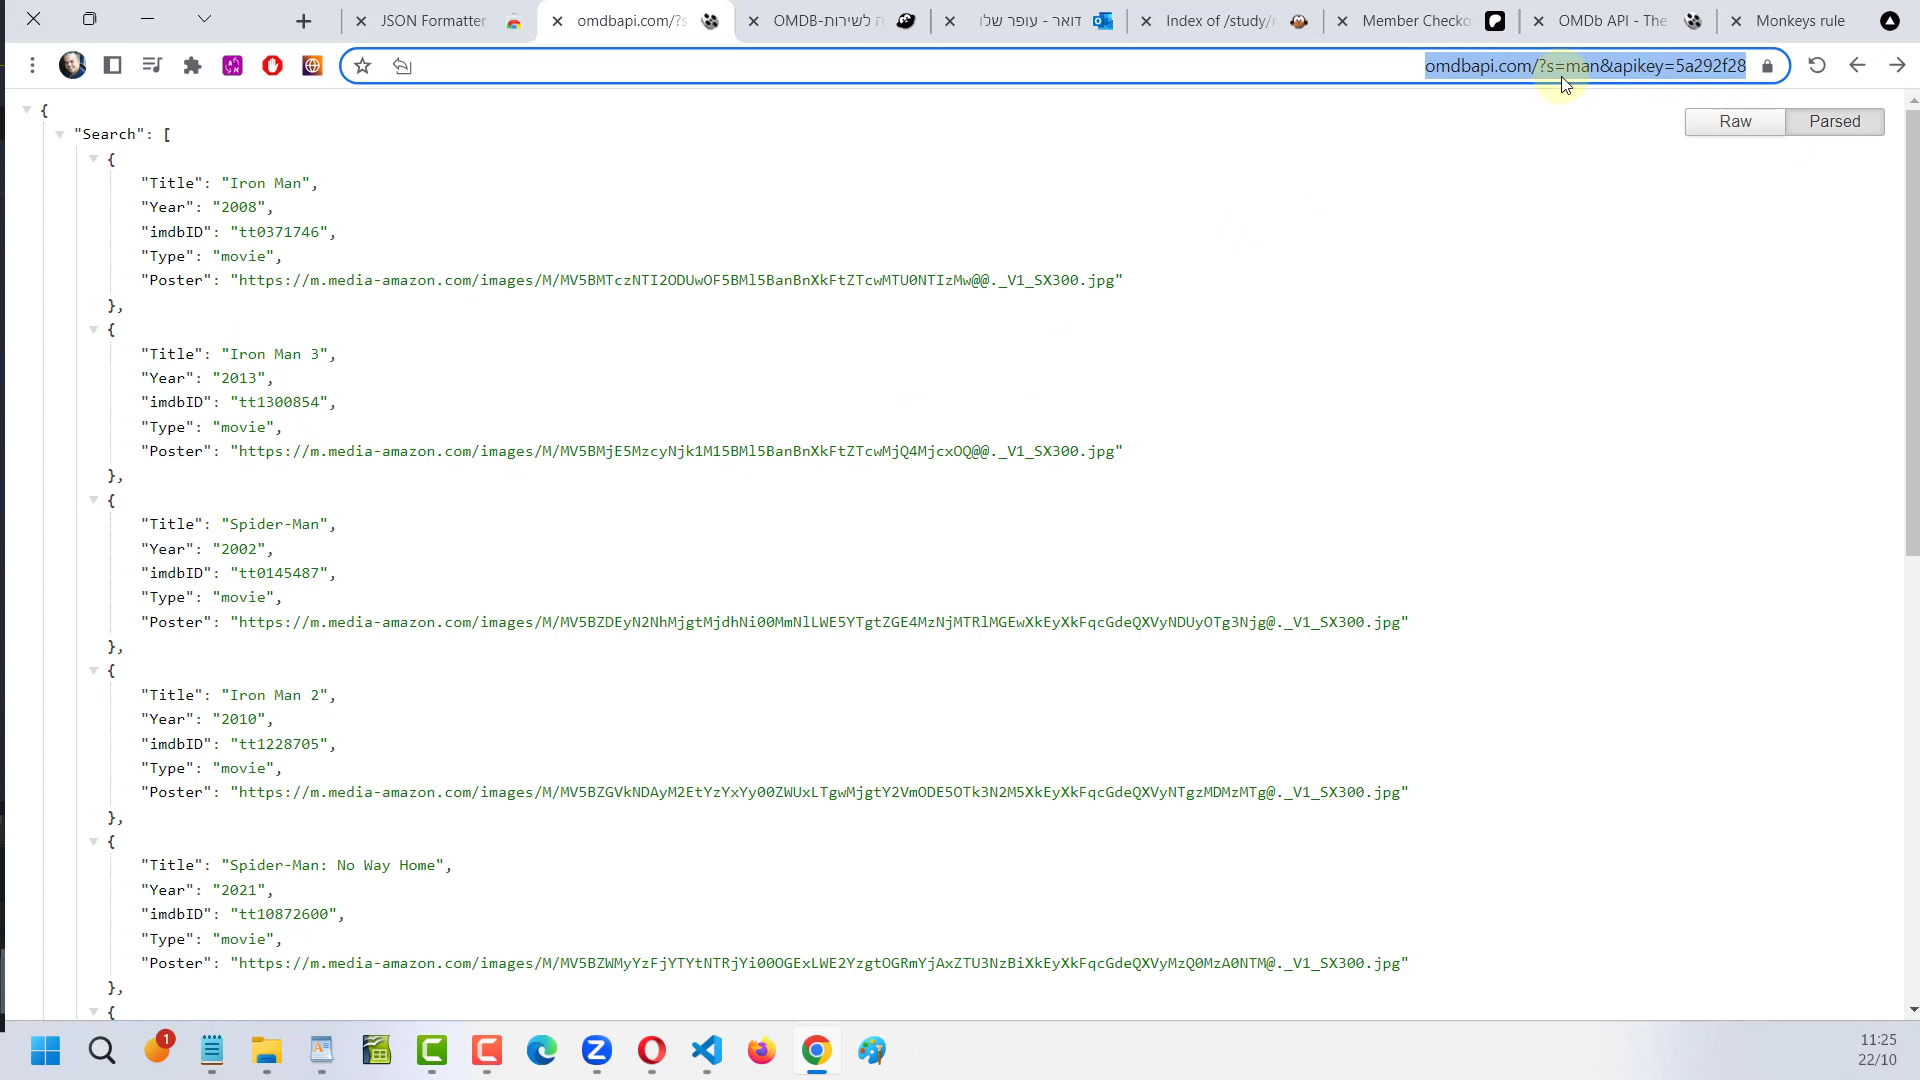 JSON Formatter
omdbapi.com/?s
OMDB-ה לשירות
דואר - עופר שלו
Index of /study/
Member Checko
OMDb API - The
Monkeys rule
omdbapi.com/?s=man&apikey=5a292f28
Raw
Parsed
{
"Search": [
{
"Title": "Iron Man",
"Year": "2008",
"imdbID": "tt0371746",
"Type": "movie",
"Poster": "https://m.media-amazon.com/images/M/MV5BMTczNTI2ODUwOF5BMl5BanBnXkFtZTcwMTU0NTIzMw@@._V1_SX300.jpg"
},
{
"Title": "Iron Man 3",
"Year": "2013",
"imdbID": "tt1300854",
"Type": "movie",
"Poster": "https://m.media-amazon.com/images/M/MV5BMjE5MzcyNjk1M15BMl5BanBnXkFtZTcwMjQ4MjcxOQ@@._V1_SX300.jpg"
},
{
"Title": "Spider-Man",
"Year": "2002",
"imdbID": "tt0145487",
"Type": "movie",
"Poster": "https://m.media-amazon.com/images/M/MV5BZDEyN2NhMjgtMjdhNi00MmNlLWE5YTgtZGE4MzNjMTRlMGEwXkEyXkFqcGdeQXVyNDUyOTg3Njg@._V1_SX300.jpg"
},
{
"Title": "Iron Man 2",
"Year": "2010",
"imdbID": "tt1228705",
"Type": "movie",
"Poster": "https://m.media-amazon.com/images/M/MV5BZGVkNDAyM2EtYzYxYy00ZWUxLTgwMjgtY2VmODE5OTk3N2M5XkEyXkFqcGdeQXVyNTgzMDMzMTg@._V1_SX300.jpg"
},
{
"Title": "Spider-Man: No Way Home",
"Year": "2021",
"imdbID": "tt10872600",
"Type": "movie",
"Poster": "https://m.media-amazon.com/images/M/MV5BZWMyYzFjYTYtNTRjYi00OGExLWE2YzgtOGRmYjAxZTU3NzBiXkEyXkFqcGdeQXVyMzQ0MzA0NTM@._V1_SX300.jpg"
},
{
1
11:25
22/10